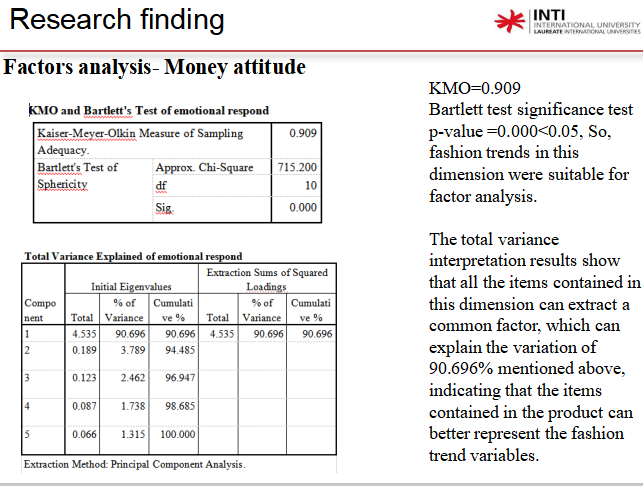 Research finding
INTI
INTERNATIONAL UNIVERSITY
LAUREATE INTERNATIONAL UNIVERSITIES
Factors analysis- Money attitude
KMO and Bartlett's Test of emotional respond
Kaiser-Meyer-Olkin Measure of Sampling 0.909
Adequacy.
Bartlett's Test of Approx. Chi-Square 715.200
Sphericity df 10
Sig. 0.000
Total Variance Explained of emotional respond
Extraction Sums of Squared
Initial Eigenvalues Loadings
Compo % of Cumulati % of Cumulati
nent Total Variance ve % Total Variance ve %
1 4.535 90.696 90.696 4.535 90.696 90.696
2 0.189 3.789 94.485
3 0.123 2.462 96.947
4 0.087 1.738 98.685
5 0.066 1.315 100.000
Extraction Method: Principal Component Analysis.
KMO=0.909
Bartlett test significance test
p-value =0.000<0.05, So,
fashion trends in this
dimension were suitable for
factor analysis.
The total variance
interpretation results show
that all the items contained in
this dimension can extract a
common factor, which can
explain the variation of
90.696% mentioned above,
indicating that the items
contained in the product can
better represent the fashion
trend variables.